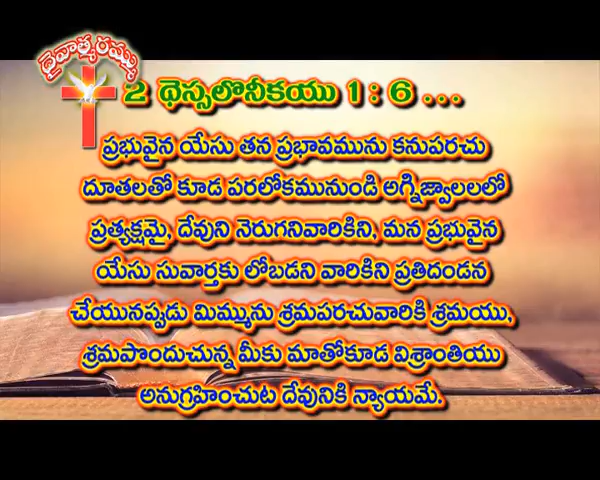 దైవాత్మరమ్ము
2 థెస్సలొనీకయు 1 : 6 ...
ప్రభువైన యేసు తన ప్రభావమును కనుపరచు
దూతలతో కూడ పరలోకమునుండి అగ్నిజ్వాలలలో
ప్రత్యక్షమై, దేవుని నెరుగనివారికిని, మన ప్రభువైన
యేసు సువార్తకు లోబడని వారికిని ప్రతిదండన
చేయునప్పుడు మిమ్మును శ్రమపరచువారికి శ్రమయు,
శ్రమపొందుచున్న మీకు మాతోకూడ విశ్రాంతియు
అనుగ్రహించుట దేవునికి న్యాయమే.